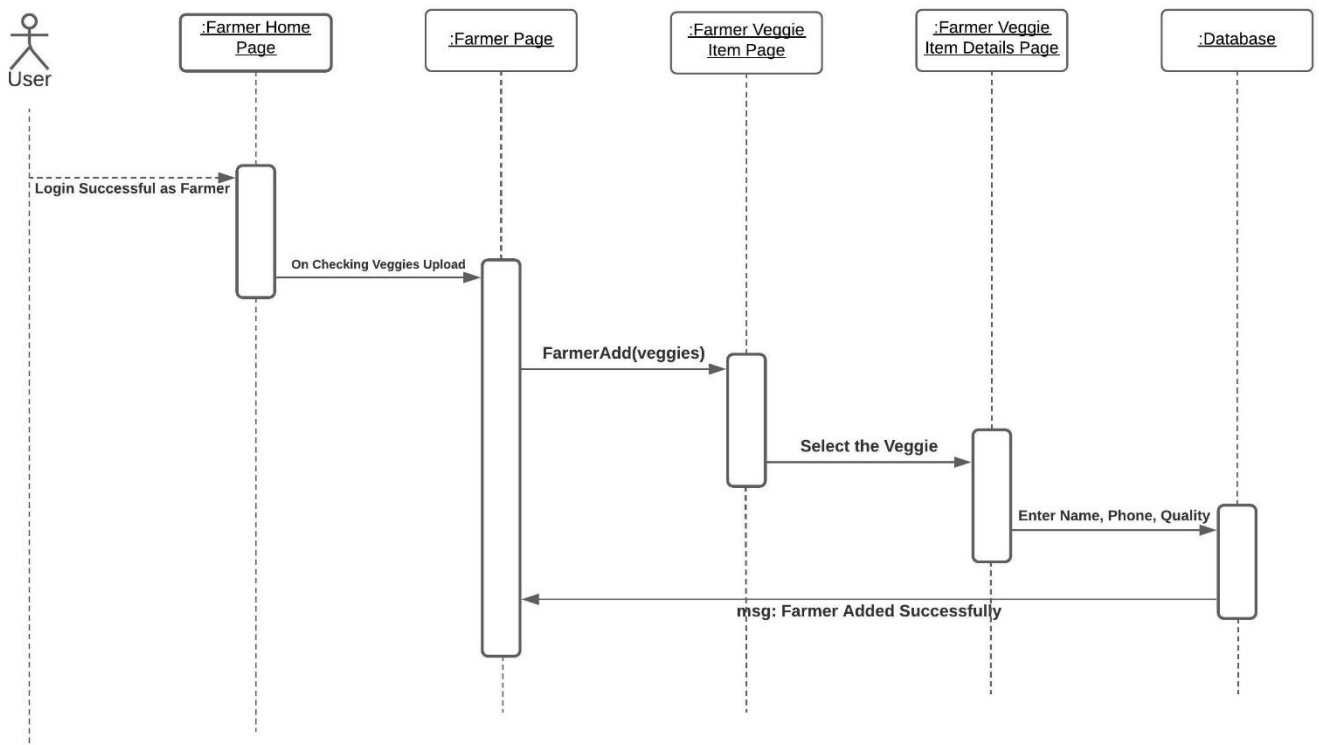 :Farmer Home
Page
:Farmer Page
:Farmer Veggie
Item Page
:Farmer Veggie
Item Details Page
:Database
User
Login Successful as Farmer
On Checking Veggies Upload
FarmerAdd(veggies)
Select the Veggie
Enter Name, Phone, Quality
msg: Farmer Added Successfully